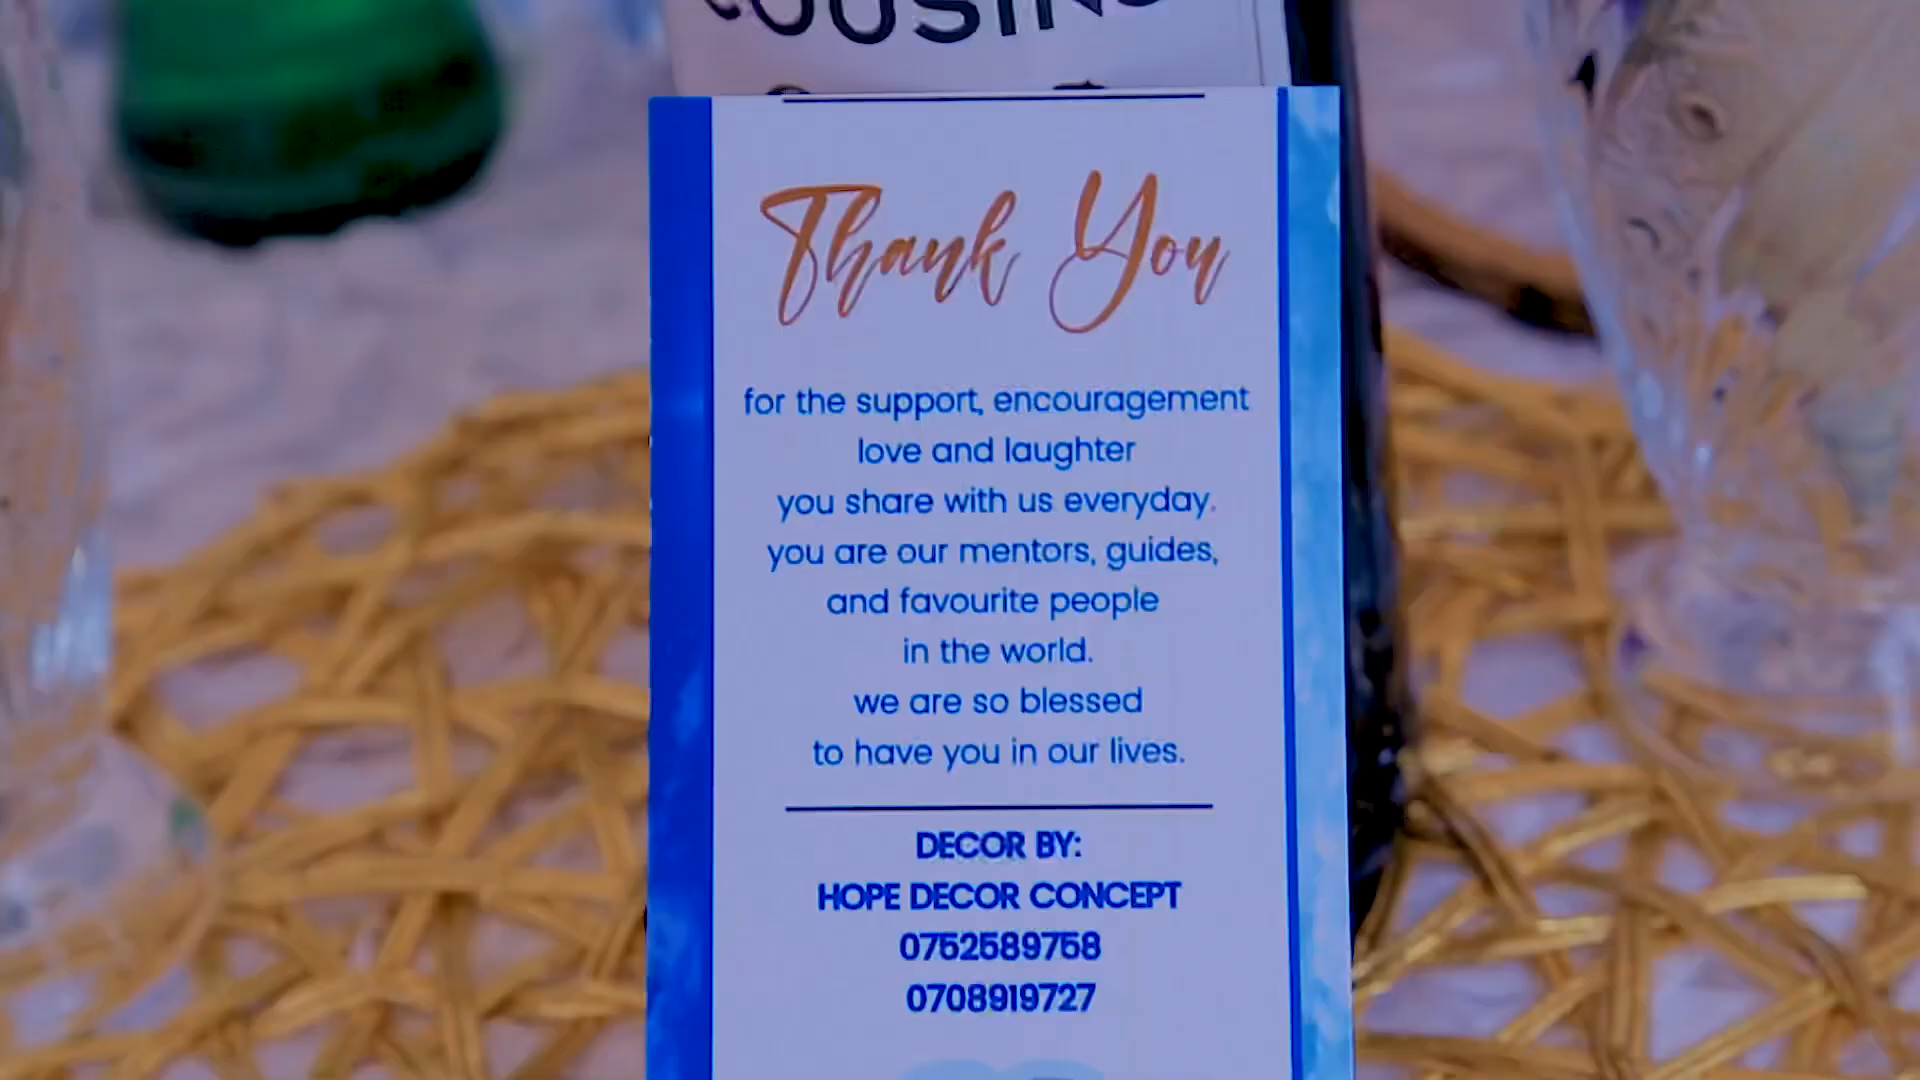 Thank You
for the support, encouragement
love and laughter
you share with us everyday.
you are our mentors, guides,
and favourite people
in the world.
we are so blessed
to have you in our lives.
DECOR BY:
HOPE DECOR CONCEPT
0752589758
0708919727